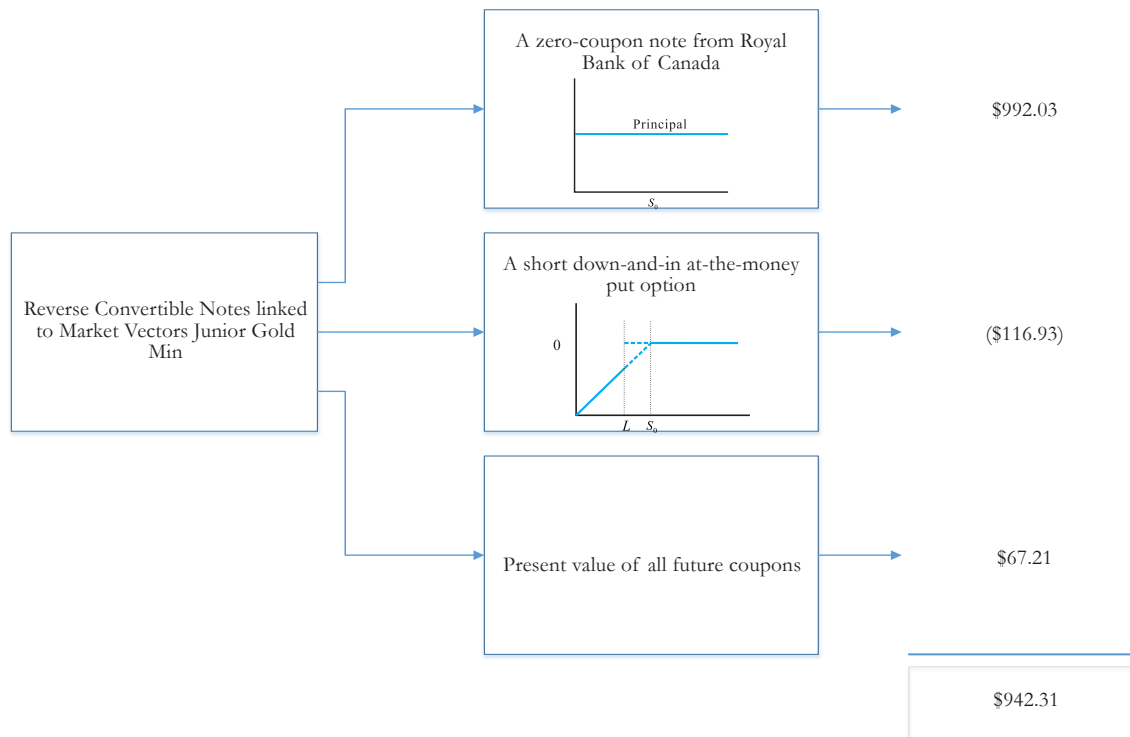 A zero-coupon note from Royal
Bank of Canada
Principal
S₀
$992.03
Reverse Convertible Notes linked
to Market Vectors Junior Gold
Min
A short down-and-in at-the-money
put option
0
L S₀
($116.93)
Present value of all future coupons
$67.21
$942.31